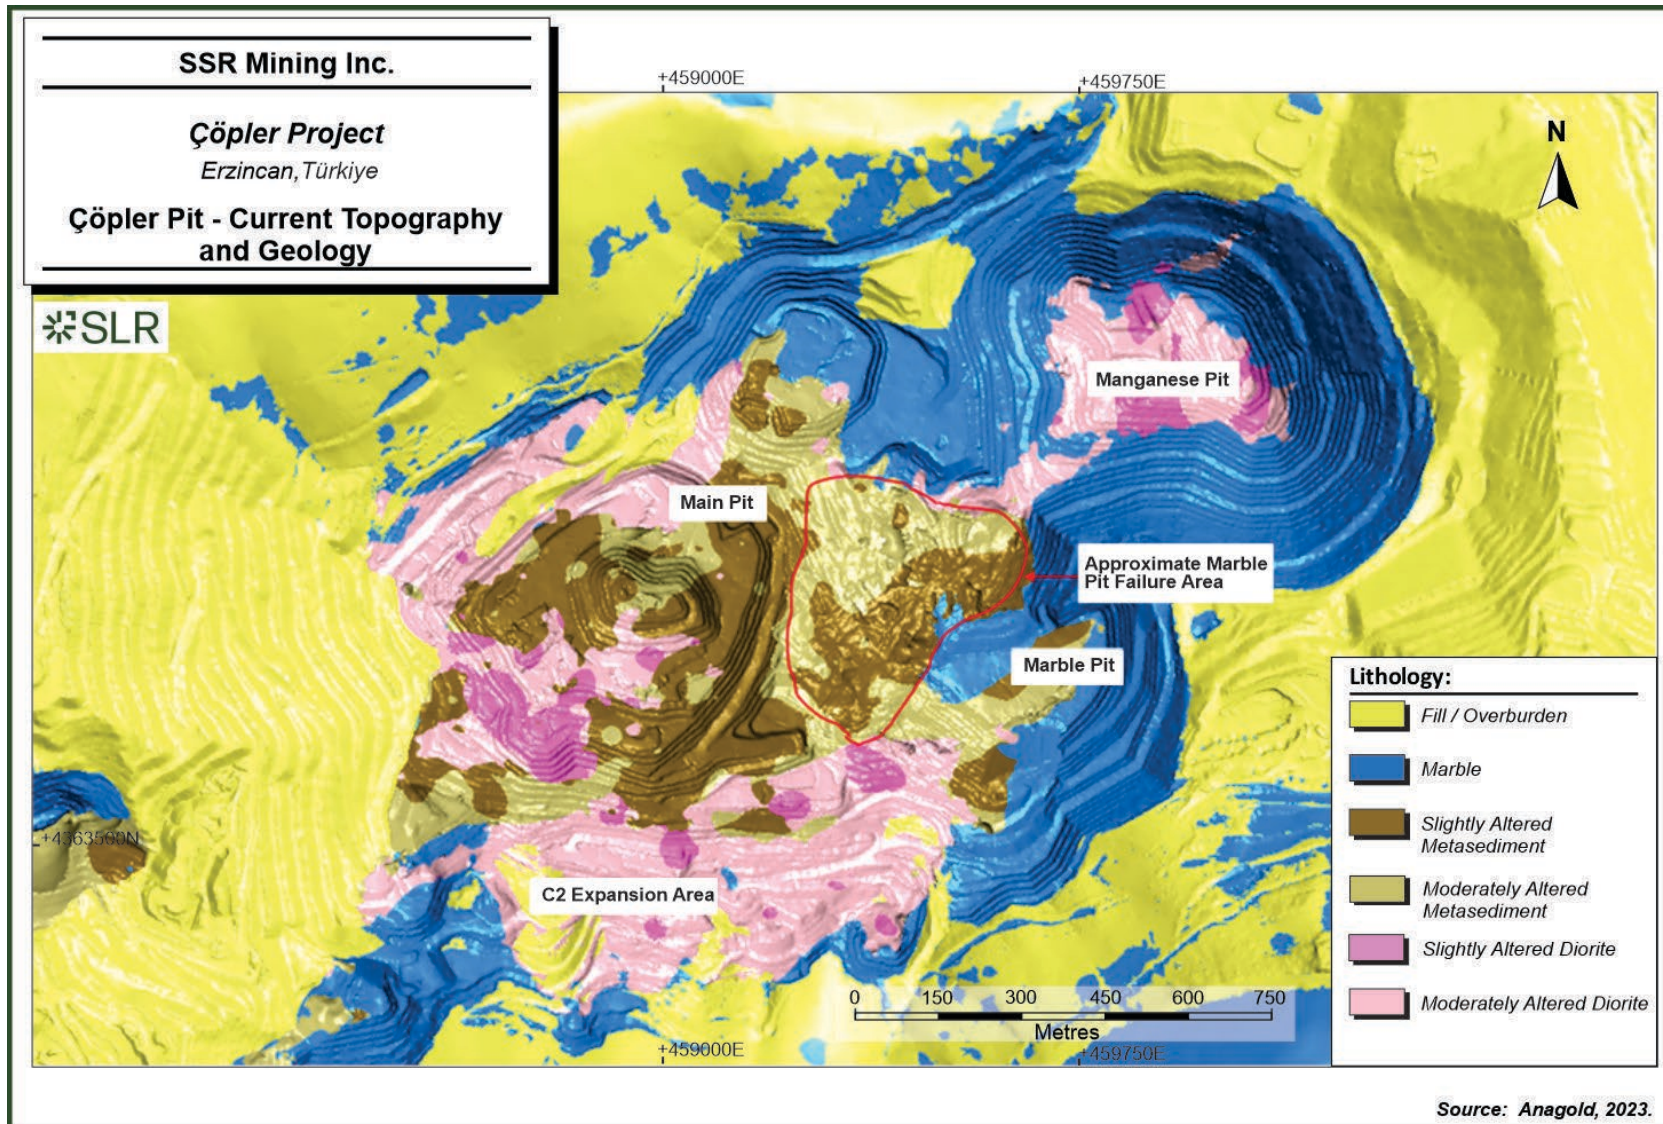 SSR Mining Inc.
Çöpler Project
Erzincan,Türkiye
Çöpler Pit - Current Topography
and Geology
SLR
+459000E
+459750E
N
Manganese Pit
Main Pit
Approximate Marble
Pit Failure Area
Marble Pit
+4363500N
C2 Expansion Area
Lithology:
Fill / Overburden
Marble
Slightly Altered
Metasediment
Moderately Altered
Metasediment
Slightly Altered Diorite
Moderately Altered Diorite
0 150 300 450 600 750
Metres
+459000E
+459750E
Source: Anagold, 2023.